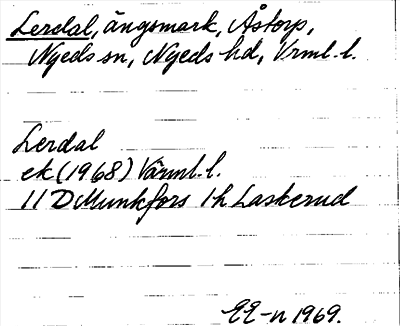 Lerdal, ängsmark, Åstorp,
Nyeds sn, Nyeds hd, Vrml. l.
Lerdal
ek (1968) Värml. l.
11 D Munkfors 1 h Laskerud
EE-n 1969.